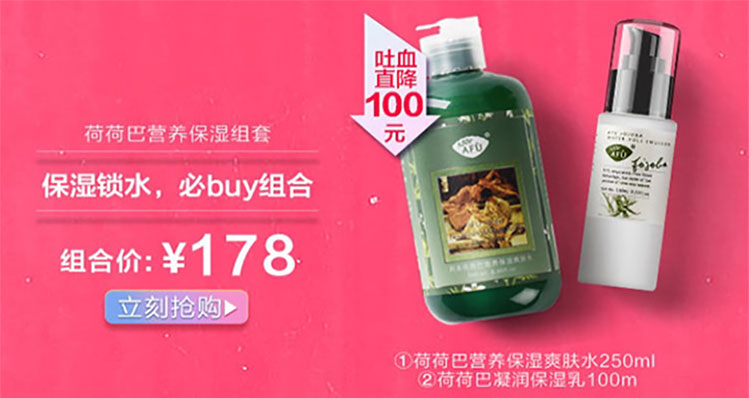 荷荷巴营养保湿组套
保湿锁水，必buy组合
组合价:¥178
立刻抢购
吐血
直降
100
元
AFU
AFU
Jojoba
①荷荷巴营养保湿爽肤水250ml
②荷荷巴凝润保湿乳100m